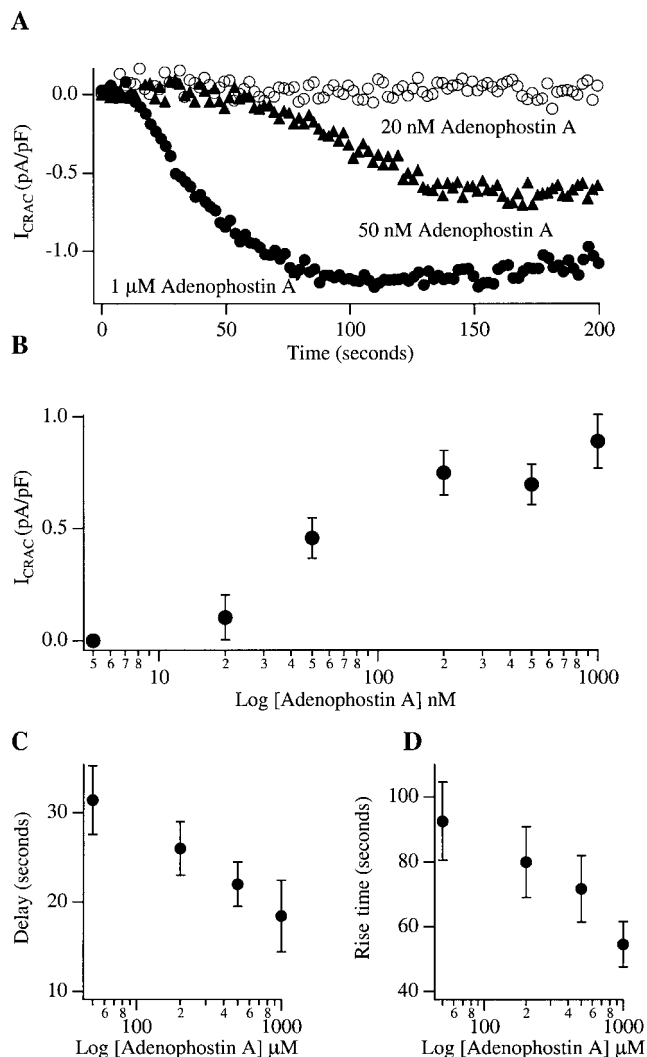 A
0.0
-0.5
-1.0
I_CRAC (pA/pF)
20 nM Adenophostin A
50 nM Adenophostin A
1 µM Adenophostin A
0 50 100 150 200
Time (seconds)
B
1.0
0.5
0.0
I_CRAC (pA/pF)
5 6 7 8 2 3 4 5 6 7 8 2 3 4 5 6 7 8
10 100 1000
Log [Adenophostin A] nM
C
30
20
10
Delay (seconds)
6 8 2 4 6 8
100 1000
Log [Adenophostin A] µM
D
100
80
60
40
Rise time (seconds)
6 8 2 4 6 8
100 1000
Log [Adenophostin A] µM